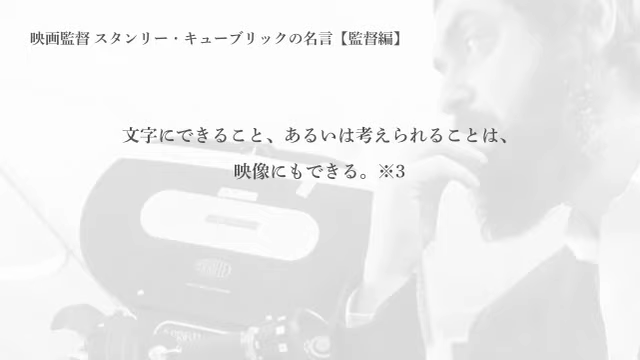 映画監督 スタンリー・キューブリックの名言【監督編】
文字にできること、あるいは考えられることは、
映像にもできる。※3